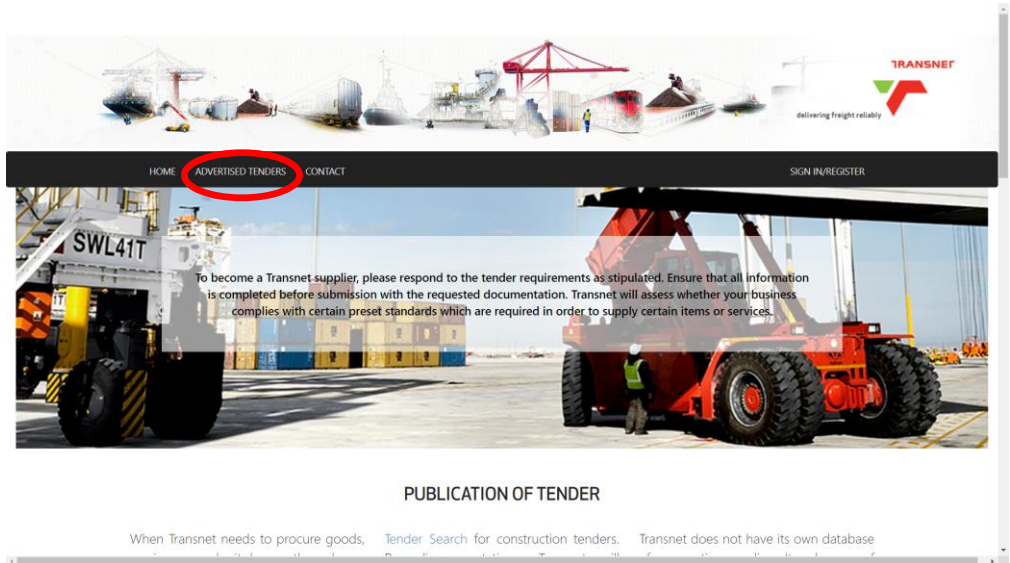 TRANSNET
delivering freight reliably
HOME ADVERTISED TENDERS CONTACT SIGN IN/REGISTER
SWL41T
To become a Transnet supplier, please respond to the tender requirements as stipulated. Ensure that all information
is completed before submission with the requested documentation. Transnet will assess whether your business
complies with certain preset standards which are required in order to supply certain items or services.
PUBLICATION OF TENDER
When Transnet needs to procure goods,
Tender Search for construction tenders.
Transnet does not have its own database